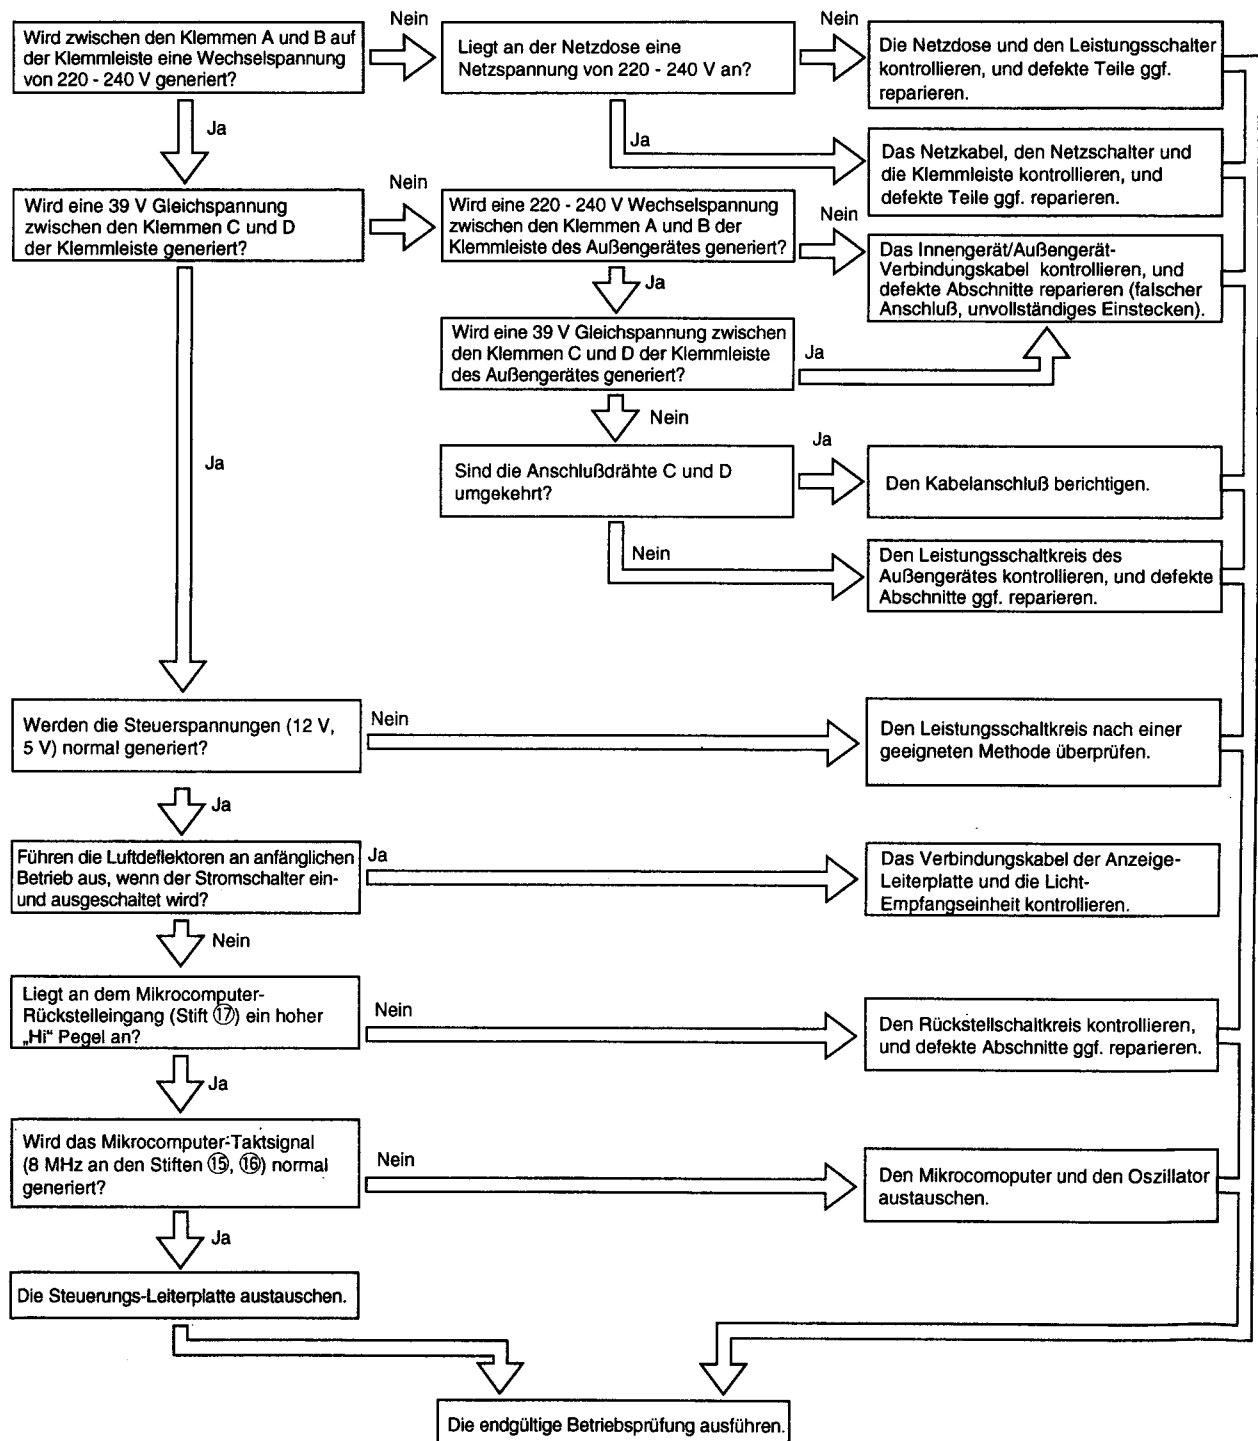 Wird zwischen den Klemmen A und B auf
der Klemmleiste eine Wechselspannung
von 220 - 240 V generiert?
Nein
Liegt an der Netzdose eine
Netzspannung von 220 - 240 V an?
Nein
Die Netzdose und den Leistungsschalter
kontrollieren, und defekte Teile ggf.
reparieren.
Ja
Ja
Das Netzkabel, den Netzschalter und
die Klemmleiste kontrollieren, und
defekte Teile ggf. reparieren.
Wird eine 39 V Gleichspannung
zwischen den Klemmen C und D
der Klemmleiste generiert?
Nein
Wird eine 220 - 240 V Wechselspannung
zwischen den Klemmen A und B der
Klemmleiste des Außengerätes generiert?
Nein
Das Innengerät/Außengerät-
Verbindungskabel kontrollieren, und
defekte Abschnitte reparieren (falscher
Anschluß, unvollständiges Einstecken).
Ja
Wird eine 39 V Gleichspannung zwischen
den Klemmen C und D der Klemmleiste
des Außengerätes generiert?
Ja
Nein
Ja
Sind die Anschlußdrähte C und D
umgekehrt?
Ja
Den Kabelanschluß berichtigen.
Nein
Den Leistungsschaltkreis des
Außengerätes kontrollieren, und defekte
Abschnitte ggf. reparieren.
Werden die Steuerspannungen (12 V,
5 V) normal generiert?
Nein
Den Leistungsschaltkreis nach einer
geeigneten Methode überprüfen.
Ja
Führen die Luftdeflektoren an anfänglichen
Betrieb aus, wenn der Stromschalter ein-
und ausgeschaltet wird?
Ja
Das Verbindungskabel der Anzeige-
Leiterplatte und die Licht-
Empfangseinheit kontrollieren.
Nein
Liegt an dem Mikrocomputer-
Rückstelleingang (Stift ⑰) ein hoher
„Hi“ Pegel an?
Nein
Den Rückstellschaltkreis kontrollieren,
und defekte Abschnitte ggf. reparieren.
Ja
Wird das Mikrocomputer-Taktsignal
(8 MHz an den Stiften ⑮, ⑯) normal
generiert?
Nein
Den Mikrocomoputer und den Oszillator
austauschen.
Ja
Die Steuerungs-Leiterplatte austauschen.
Die endgültige Betriebsprüfung ausführen.